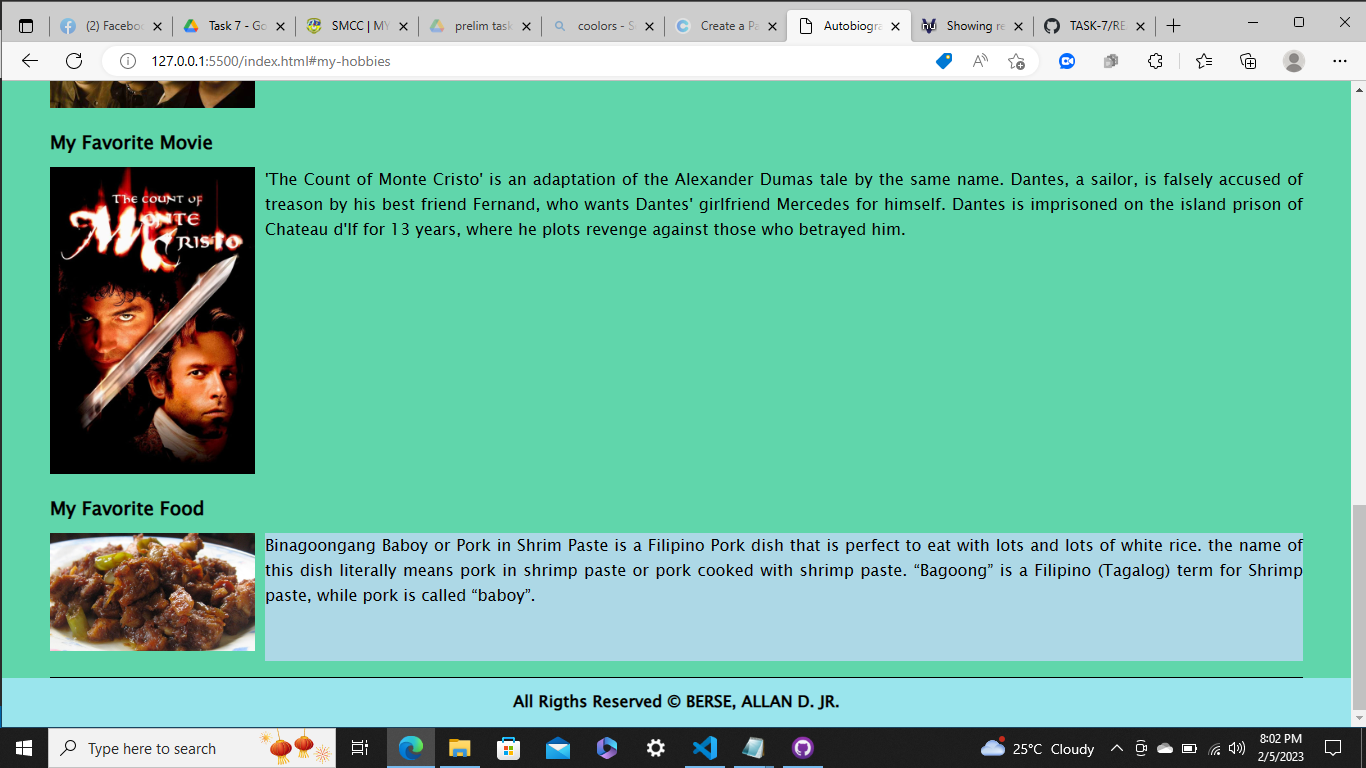 (2) Faceboo
Task 7 - Go
SMCC | MY
prelim task
coolors - S
Create a Pa
Autobiogra
Showing re
TASK-7/RE
127.0.0.1:5500/index.html#my-hobbies
My Favorite Movie
THE COUNT OF
MONTE
CRISTO
'The Count of Monte Cristo' is an adaptation of the Alexander Dumas tale by the same name. Dantes, a sailor, is falsely accused of
treason by his best friend Fernand, who wants Dantes' girlfriend Mercedes for himself. Dantes is imprisoned on the island prison of
Chateau d'If for 13 years, where he plots revenge against those who betrayed him.
My Favorite Food
Binagoongang Baboy or Pork in Shrim Paste is a Filipino Pork dish that is perfect to eat with lots and lots of white rice. the name of
this dish literally means pork in shrimp paste or pork cooked with shrimp paste. “Bagoong” is a Filipino (Tagalog) term for Shrimp
paste, while pork is called “baboy”.
All Rigths Reserved © BERSE, ALLAN D. JR.
Type here to search
25°C Cloudy
8:02 PM
2/5/2023